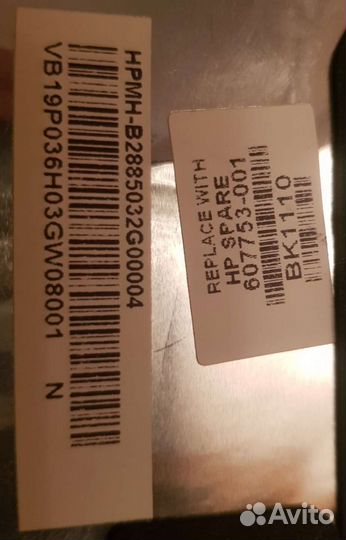 HPMH-B2885032G00004
VB19P036H03GW08001 N
REPLACE WITH
HP SPARE
607753-001
BK1110
Avito